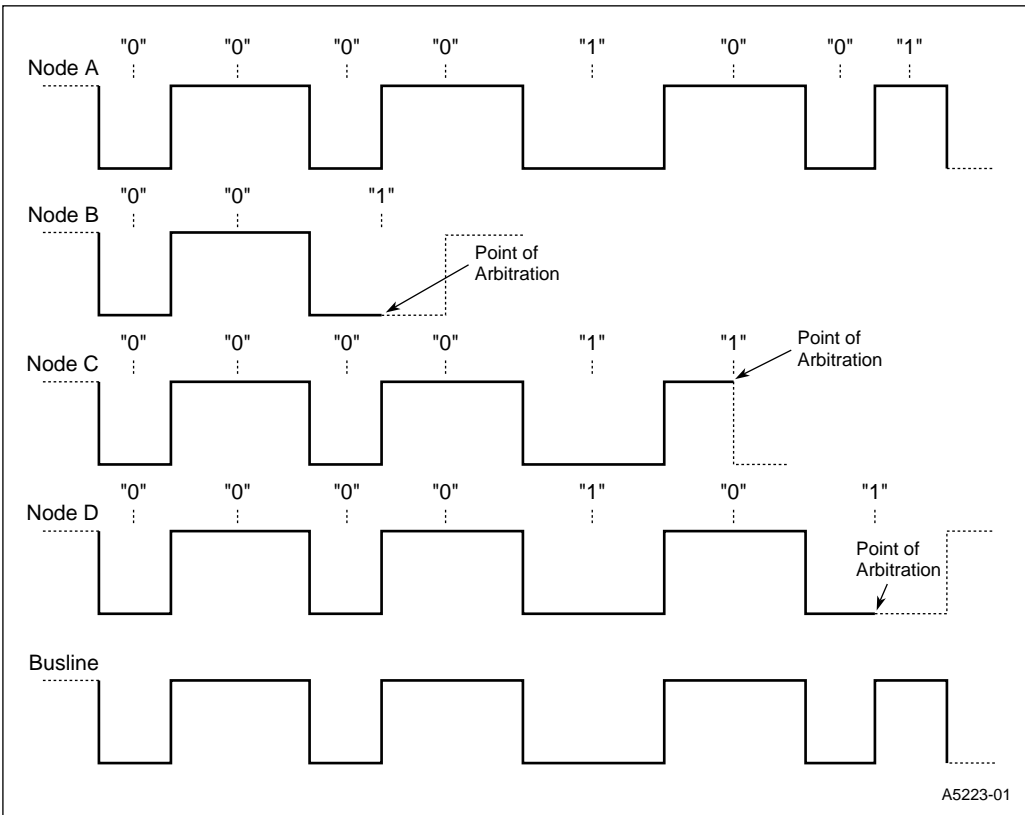 "0" "0" "0" "0" "1" "0" "0" "1"
Node A
"0" "0" "1"
Node B
Point of
Arbitration
"0" "0" "0" "0" "1" "1"
Node C
Point of
Arbitration
"0" "0" "0" "0" "1" "0" "1"
Node D
Point of
Arbitration
Busline
A5223-01